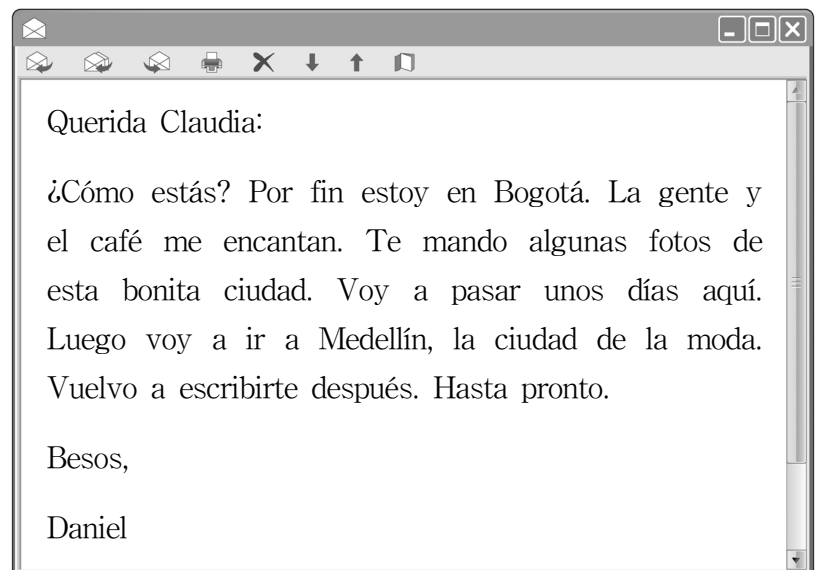 Querida Claudia:
¿Cómo estás? Por fin estoy en Bogotá. La gente y
el café me encantan. Te mando algunas fotos de
esta bonita ciudad. Voy a pasar unos días aquí.
Luego voy a ir a Medellín, la ciudad de la moda.
Vuelvo a escribirte después. Hasta pronto.
Besos,
Daniel